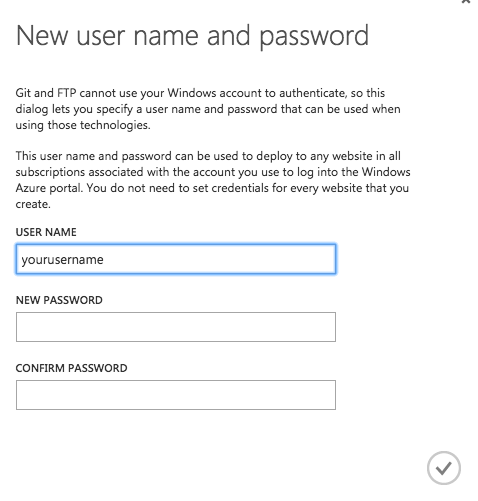 New user name and password
Git and FTP cannot use your Windows account to authenticate, so this
dialog lets you specify a user name and password that can be used when
using those technologies.
This user name and password can be used to deploy to any website in all
subscriptions associated with the account you use to log into the Windows
Azure portal. You do not need to set credentials for every website that you
create.
USER NAME
yourusername
NEW PASSWORD
CONFIRM PASSWORD